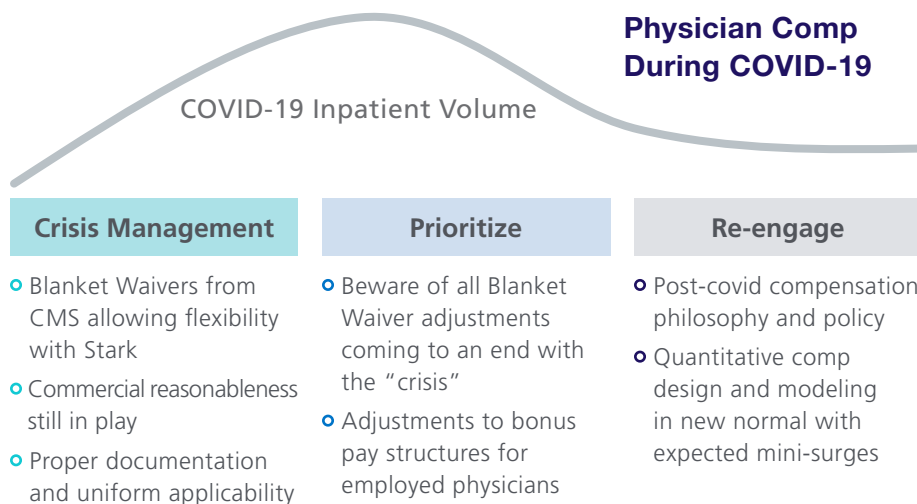 Physician Comp
During COVID-19
COVID-19 Inpatient Volume
Crisis Management
Blanket Waivers from
CMS allowing flexibility
with Stark
Commercial reasonableness
still in play
Proper documentation
and uniform applicability
Prioritize
Beware of all Blanket
Waiver adjustments
coming to an end with
the “crisis”
Adjustments to bonus
pay structures for
employed physicians
Re-engage
Post-covid compensation
philosophy and policy
Quantitative comp
design and modeling
in new normal with
expected mini-surges